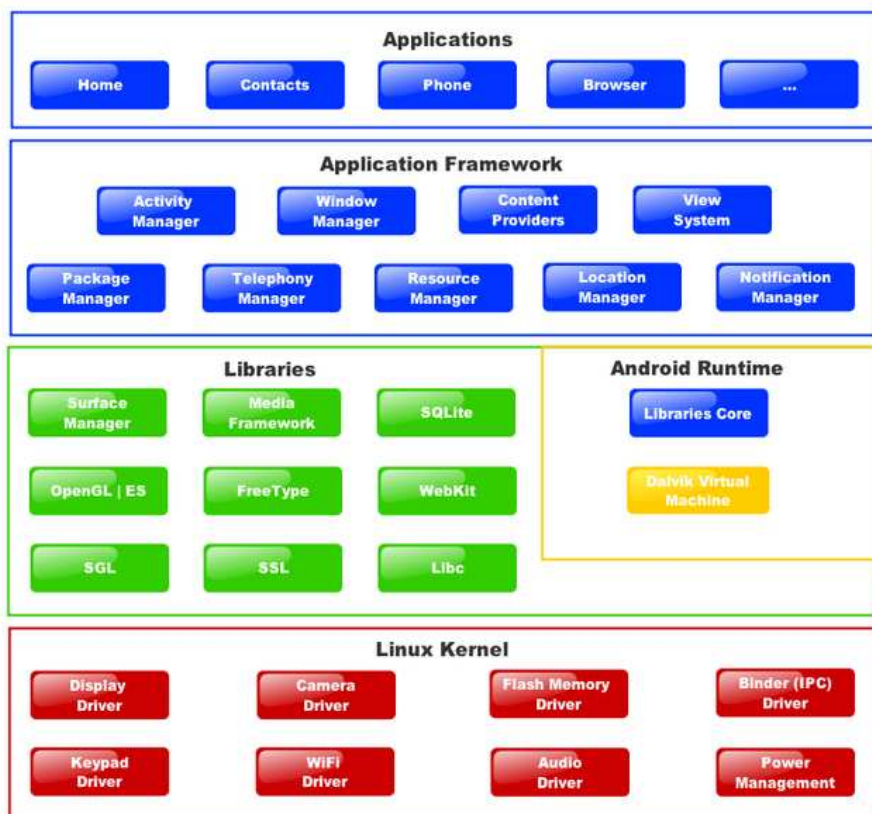 Applications
Home
Contacts
Phone
Browser
...
Application Framework
Activity
Manager
Window
Manager
Content
Providers
View
System
Package
Manager
Telephony
Manager
Resource
Manager
Location
Manager
Notification
Manager
Libraries
Surface
Manager
Media
Framework
SQLite
OpenGL | ES
FreeType
WebKit
SGL
SSL
Libc
Android Runtime
Libraries Core
Dalvik Virtual
Machine
Linux Kernel
Display
Driver
Camera
Driver
Flash Memory
Driver
Binder (IPC)
Driver
Keypad
Driver
WiFi
Driver
Audio
Driver
Power
Management